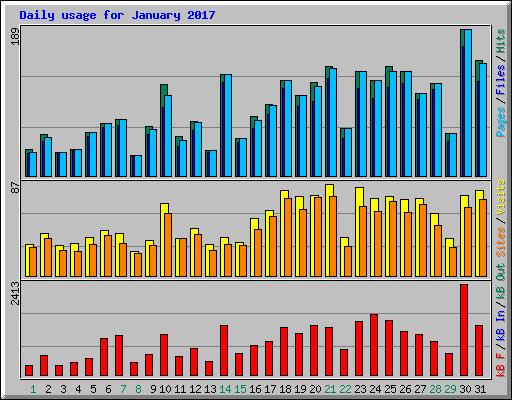 Daily usage for January 2017
189
Pages / Files / Hits
87
Sites / Visits
2413
kB F / kB In / kB Out
1 2 3 4 5 6 7 8 9 10 11 12 13 14 15 16 17 18 19 20 21 22 23 24 25 26 27 28 29 30 31